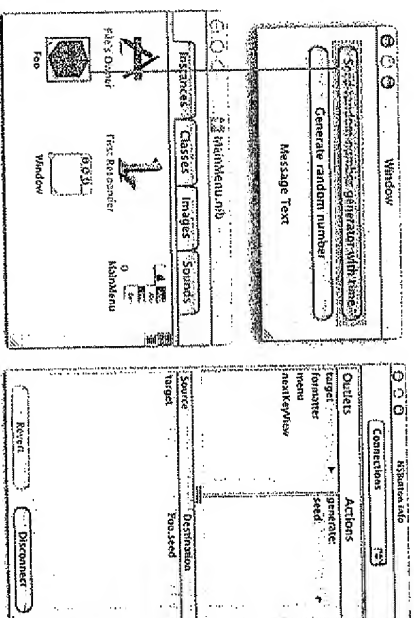 Window
Seed random number generator with time
Generate random number
Message Text
MainMenu.nib
Instances
Classes
Images
Sounds
File's Owner
First Responder
MainMenu
Foo
Window
NSButton Info
Connections
Outlets
Actions
target
formatter
menu
nextKeyView
generate:
seed:
Source
Destination
target
Foo.seed
Revert
Disconnect